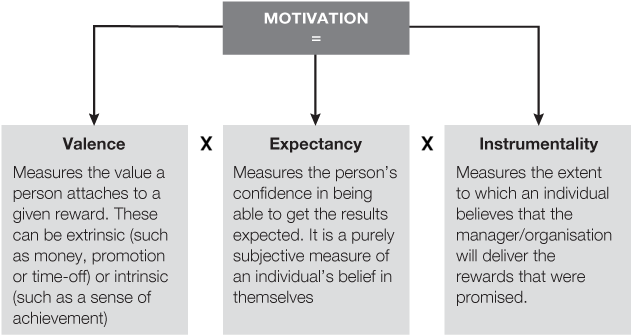 MOTIVATION
=
Valence
Measures the value a
person attaches to a
given reward. These
can be extrinsic (such
as money, promotion
or time-off) or intrinsic
(such as a sense of
achievement)
X
Expectancy
Measures the person's
confidence in being
able to get the results
expected. It is a purely
subjective measure of
an individual's belief in
themselves
X
Instrumentality
Measures the extent
to which an individual
believes that the
manager/organisation
will deliver the
rewards that were
promised.